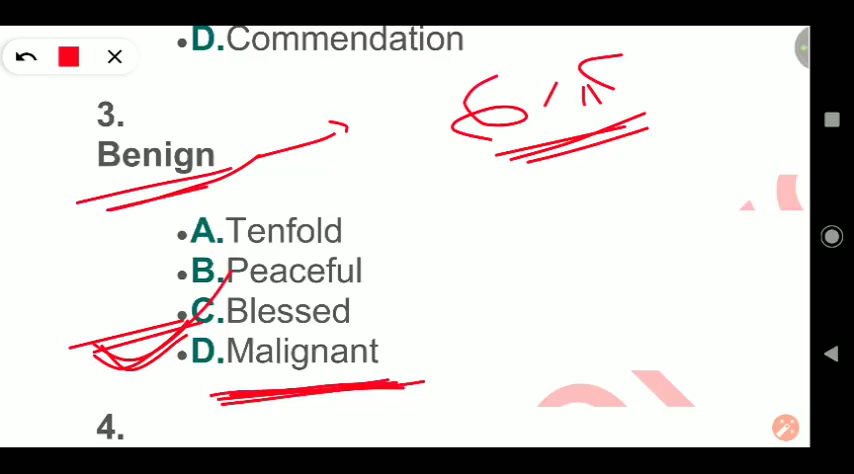 D.Commendation
3.
Benign
A.Tenfold
B.Peaceful
C.Blessed
D.Malignant
4.